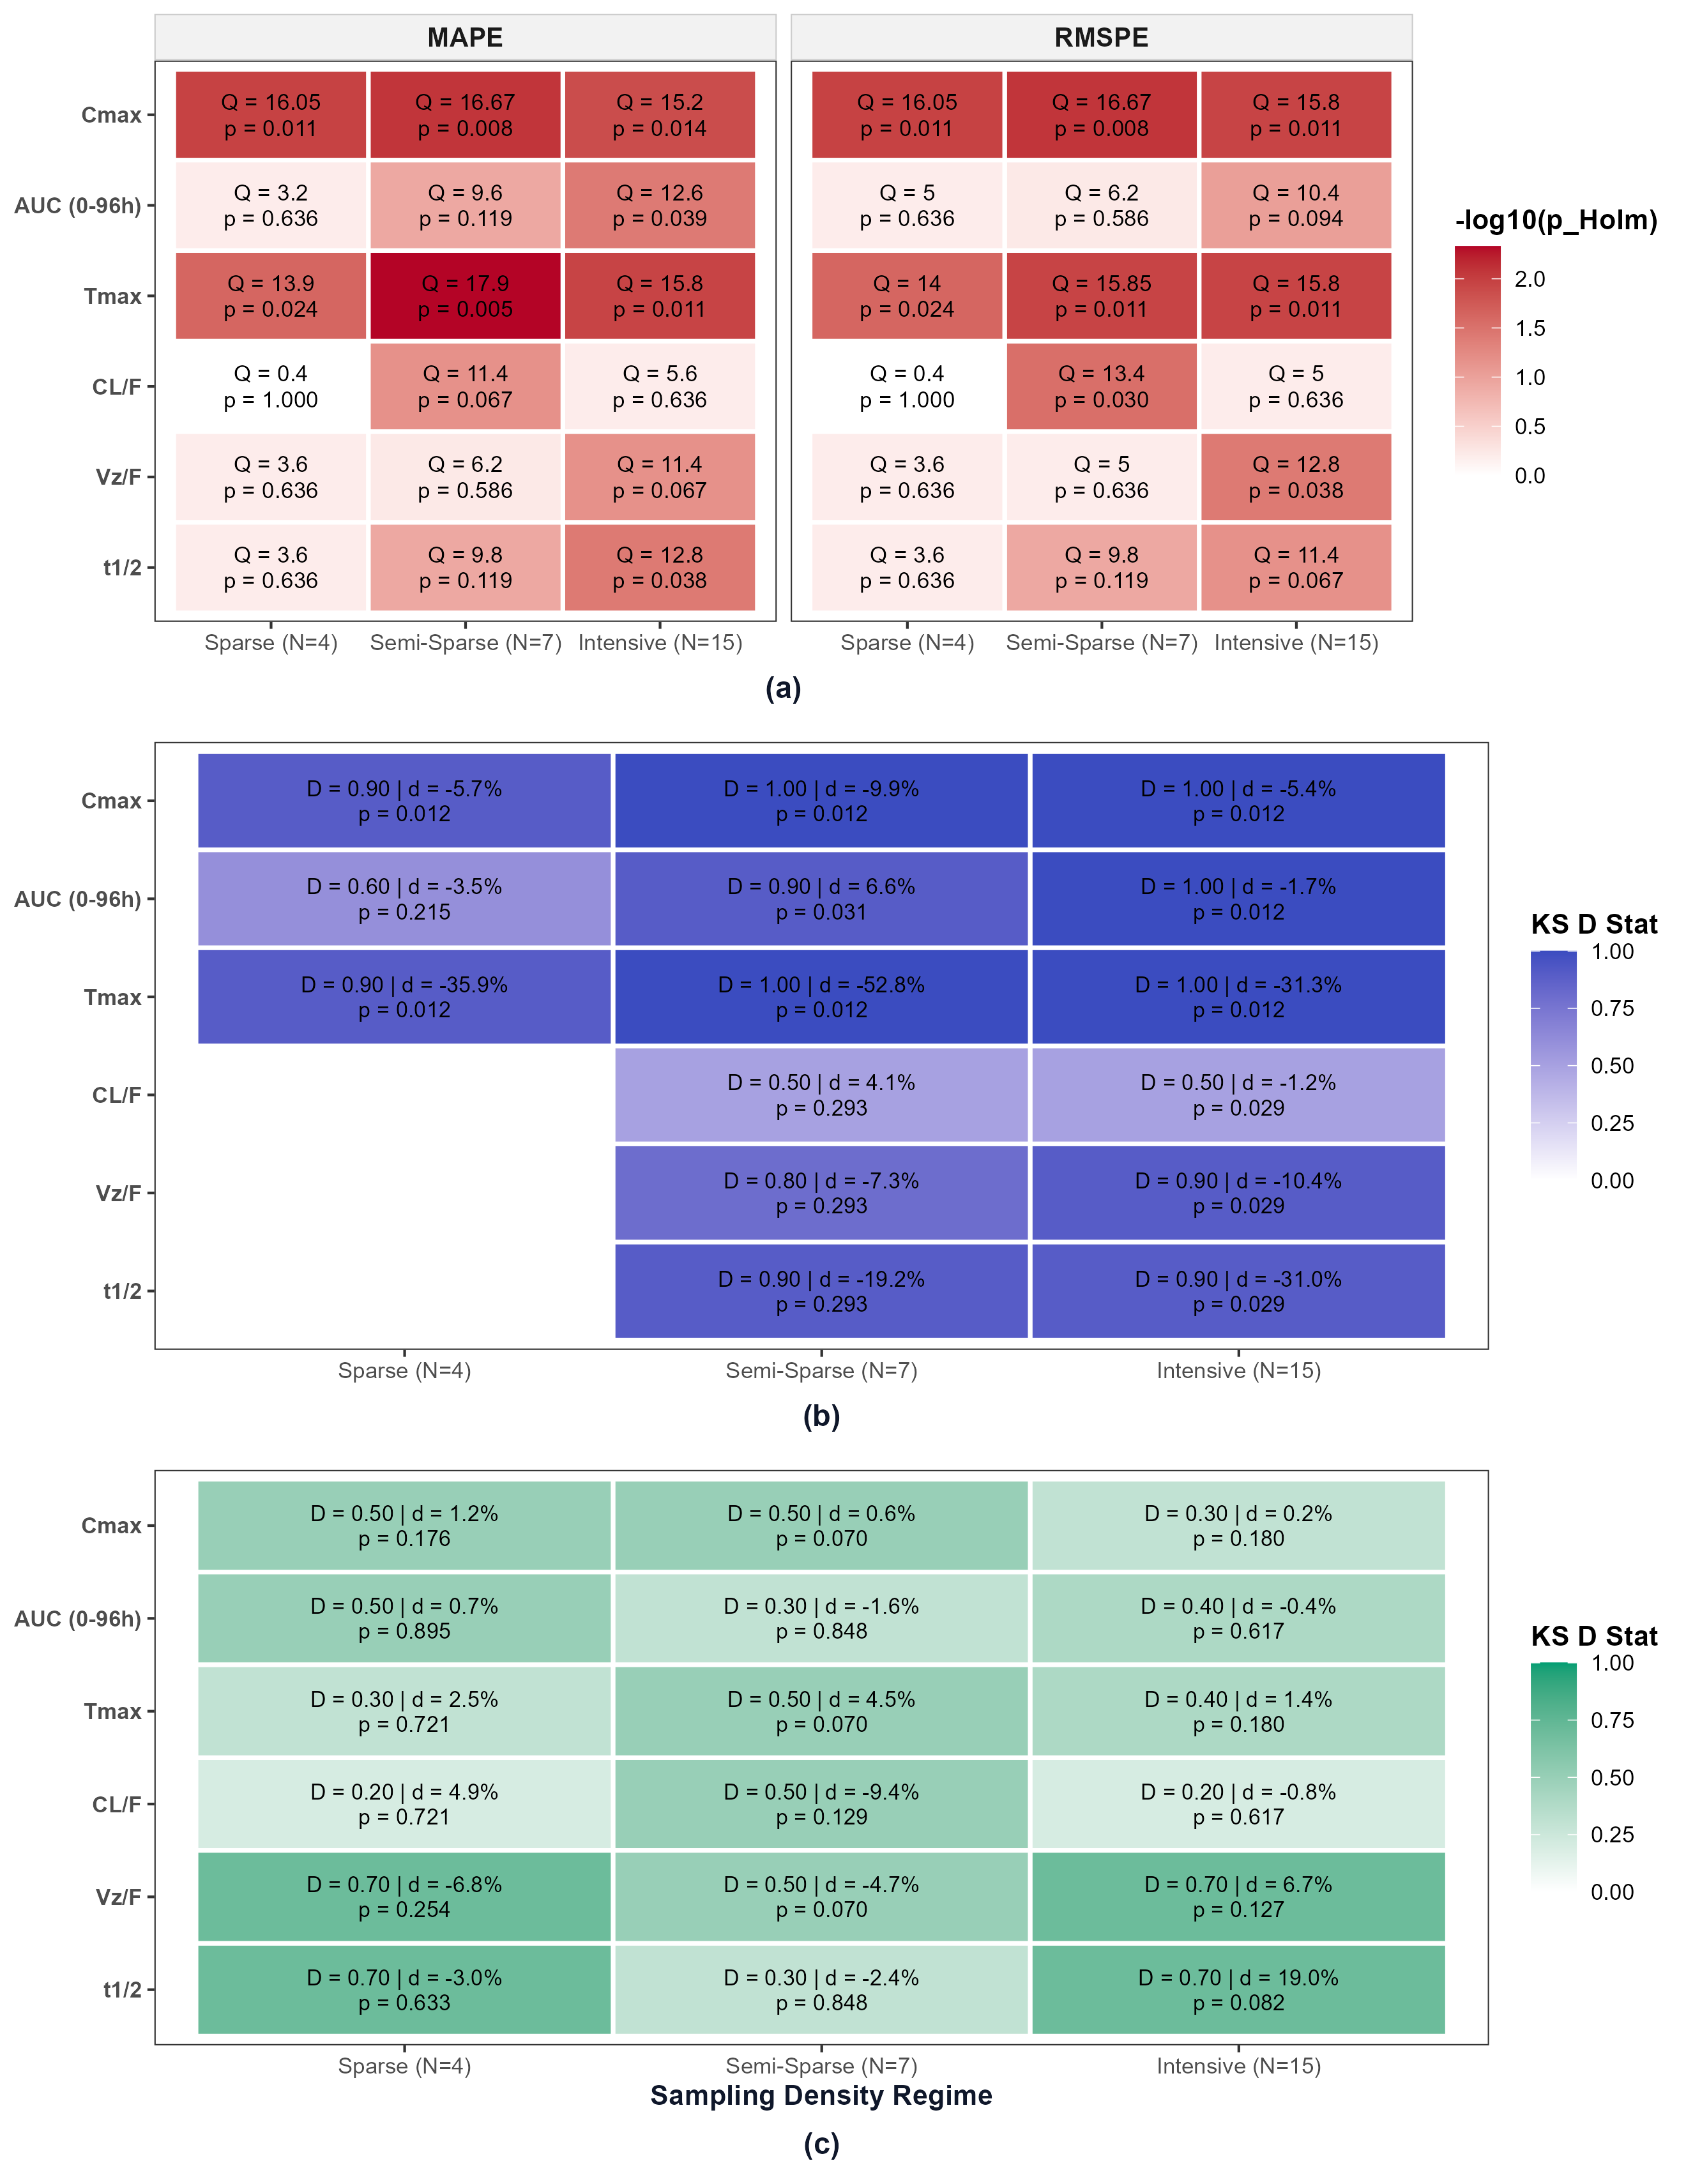 MAPE RMSPE
Cmax
Q = 16.05 Q = 16.67 Q = 15.2 Q = 16.05 Q = 16.67 Q = 15.8
p = 0.011 p = 0.008 p = 0.014 p = 0.011 p = 0.008 p = 0.011
AUC (0-96h)
Q = 3.2 Q = 9.6 Q = 12.6 Q = 5 Q = 6.2 Q = 10.4
p = 0.636 p = 0.119 p = 0.039 p = 0.636 p = 0.586 p = 0.094
Tmax
Q = 13.9 Q = 17.9 Q = 15.8 Q = 14 Q = 15.85 Q = 15.8
p = 0.024 p = 0.005 p = 0.011 p = 0.024 p = 0.011 p = 0.011
CL/F
Q = 0.4 Q = 11.4 Q = 5.6 Q = 0.4 Q = 13.4 Q = 5
p = 1.000 p = 0.067 p = 0.636 p = 1.000 p = 0.030 p = 0.636
Vz/F
Q = 3.6 Q = 6.2 Q = 11.4 Q = 3.6 Q = 5 Q = 12.8
p = 0.636 p = 0.586 p = 0.067 p = 0.636 p = 0.636 p = 0.038
t1/2
Q = 3.6 Q = 9.8 Q = 12.8 Q = 3.6 Q = 9.8 Q = 11.4
p = 0.636 p = 0.119 p = 0.038 p = 0.636 p = 0.119 p = 0.067
Sparse (N=4) Semi-Sparse (N=7) Intensive (N=15) Sparse (N=4) Semi-Sparse (N=7) Intensive (N=15)
-log10(p_Holm)
2.0
1.5
1.0
0.5
0.0
(a)
Cmax
D = 0.90 | d = -5.7% D = 1.00 | d = -9.9% D = 1.00 | d = -5.4%
p = 0.012 p = 0.012 p = 0.012
AUC (0-96h)
D = 0.60 | d = -3.5% D = 0.90 | d = 6.6% D = 1.00 | d = -1.7%
p = 0.215 p = 0.031 p = 0.012
Tmax
D = 0.90 | d = -35.9% D = 1.00 | d = -52.8% D = 1.00 | d = -31.3%
p = 0.012 p = 0.012 p = 0.012
CL/F
D = 0.50 | d = 4.1% D = 0.50 | d = -1.2%
p = 0.293 p = 0.029
Vz/F
D = 0.80 | d = -7.3% D = 0.90 | d = -10.4%
p = 0.293 p = 0.029
t1/2
D = 0.90 | d = -19.2% D = 0.90 | d = -31.0%
p = 0.293 p = 0.029
Sparse (N=4) Semi-Sparse (N=7) Intensive (N=15)
KS D Stat
1.00
0.75
0.50
0.25
0.00
(b)
Cmax
D = 0.50 | d = 1.2% D = 0.50 | d = 0.6% D = 0.30 | d = 0.2%
p = 0.176 p = 0.070 p = 0.180
AUC (0-96h)
D = 0.50 | d = 0.7% D = 0.30 | d = -1.6% D = 0.40 | d = -0.4%
p = 0.895 p = 0.848 p = 0.617
Tmax
D = 0.30 | d = 2.5% D = 0.50 | d = 4.5% D = 0.40 | d = 1.4%
p = 0.721 p = 0.070 p = 0.180
CL/F
D = 0.20 | d = 4.9% D = 0.50 | d = -9.4% D = 0.20 | d = -0.8%
p = 0.721 p = 0.129 p = 0.617
Vz/F
D = 0.70 | d = -6.8% D = 0.50 | d = -4.7% D = 0.70 | d = 6.7%
p = 0.254 p = 0.070 p = 0.127
t1/2
D = 0.70 | d = -3.0% D = 0.30 | d = -2.4% D = 0.70 | d = 19.0%
p = 0.633 p = 0.848 p = 0.082
Sparse (N=4) Semi-Sparse (N=7) Intensive (N=15)
Sampling Density Regime
KS D Stat
1.00
0.75
0.50
0.25
0.00
(c)